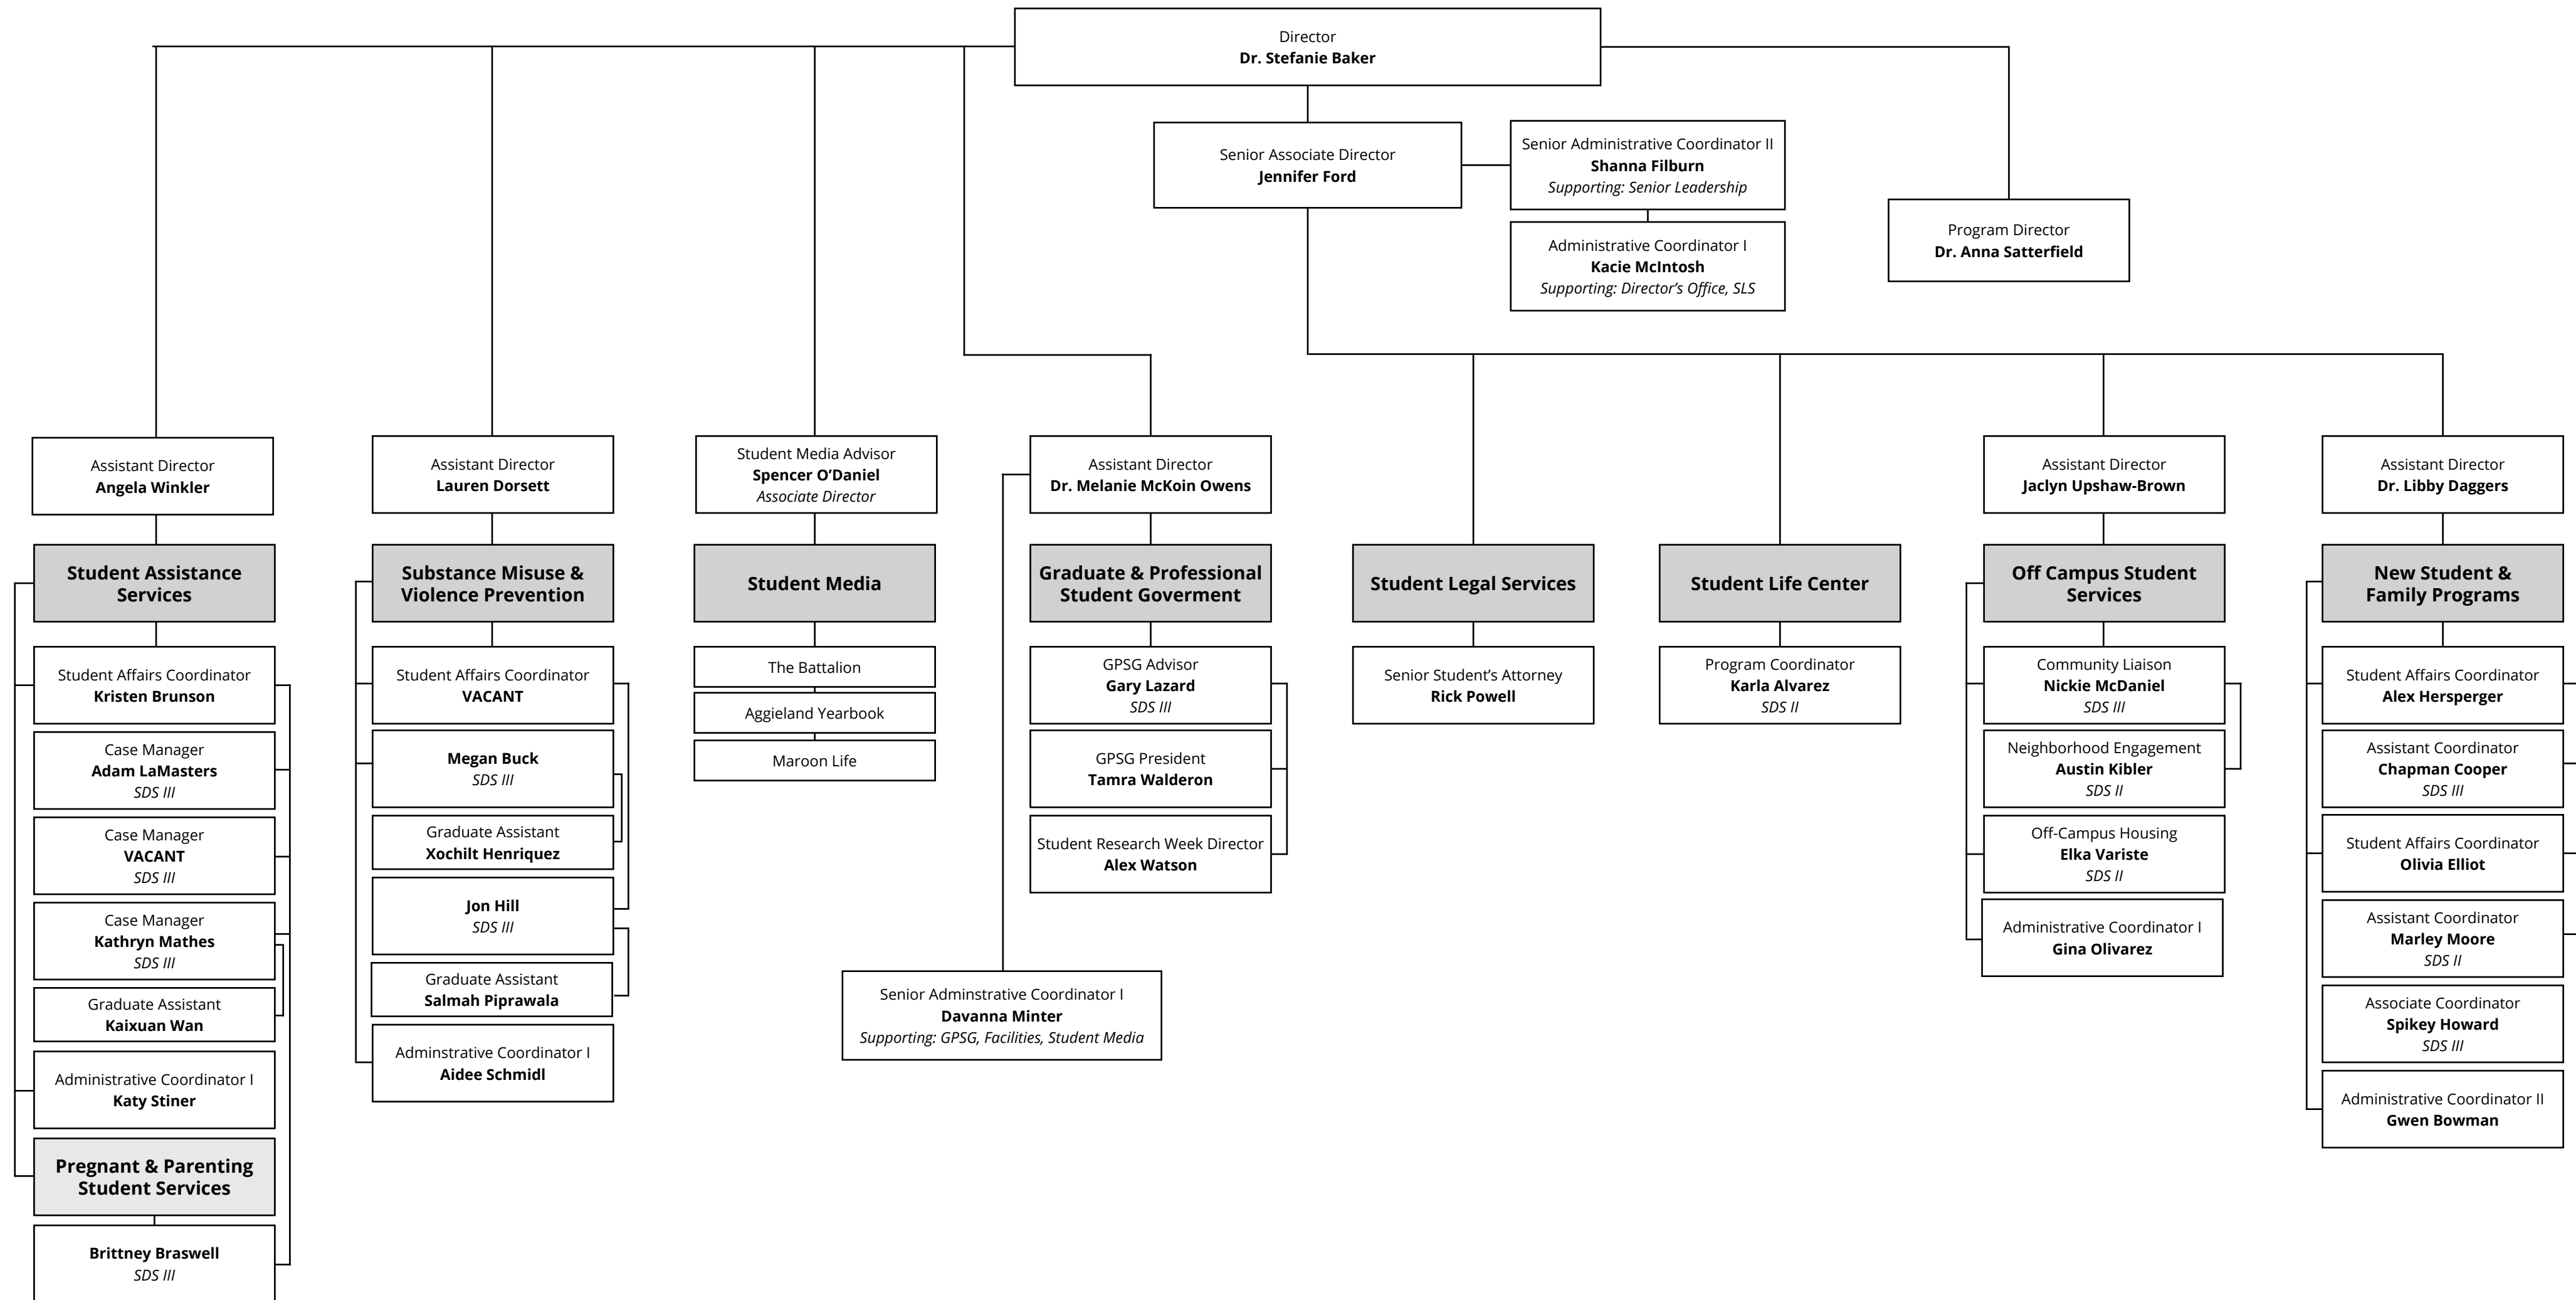 Director
Dr. Stefanie Baker
Senior Associate Director
Jennifer Ford
Senior Administrative Coordinator II
Shanna Filburn
Supporting: Senior Leadership
Administrative Coordinator I
Kacie McIntosh
Supporting: Director’s Office, SLS
Program Director
Dr. Anna Satterfield
Assistant Director
Angela Winkler
Student Assistance
Services
Student Affairs Coordinator
Kristen Brunson
Case Manager
Adam LaMasters
SDS III
Case Manager
VACANT
SDS III
Case Manager
Kathryn Mathes
SDS III
Graduate Assistant
Kaixuan Wan
Administrative Coordinator I
Katy Stiner
Pregnant & Parenting
Student Services
Brittney Braswell
SDS III
Assistant Director
Lauren Dorsett
Substance Misuse &
Violence Prevention
Student Affairs Coordinator
VACANT
Megan Buck
SDS III
Graduate Assistant
Xochilt Henriquez
Jon Hill
SDS III
Graduate Assistant
Salmah Piprawala
Adminstrative Coordinator I
Aidee Schmidl
Student Media Advisor
Spencer O’Daniel
Associate Director
Student Media
The Battalion
Aggieland Yearbook
Maroon Life
Assistant Director
Dr. Melanie McKoin Owens
Graduate & Professional
Student Goverment
GPSG Advisor
Gary Lazard
SDS III
GPSG President
Tamra Walderon
Student Research Week Director
Alex Watson
Senior Adminstrative Coordinator I
Davanna Minter
Supporting: GPSG, Facilities, Student Media
Student Legal Services
Senior Student’s Attorney
Rick Powell
Student Life Center
Program Coordinator
Karla Alvarez
SDS II
Assistant Director
Jaclyn Upshaw-Brown
Off Campus Student
Services
Community Liaison
Nickie McDaniel
SDS III
Neighborhood Engagement
Austin Kibler
SDS II
Off-Campus Housing
Elka Variste
SDS II
Administrative Coordinator I
Gina Olivarez
Assistant Director
Dr. Libby Daggers
New Student &
Family Programs
Student Affairs Coordinator
Alex Hersperger
Assistant Coordinator
Chapman Cooper
SDS III
Student Affairs Coordinator
Olivia Elliot
Assistant Coordinator
Marley Moore
SDS II
Associate Coordinator
Spikey Howard
SDS III
Administrative Coordinator II
Gwen Bowman